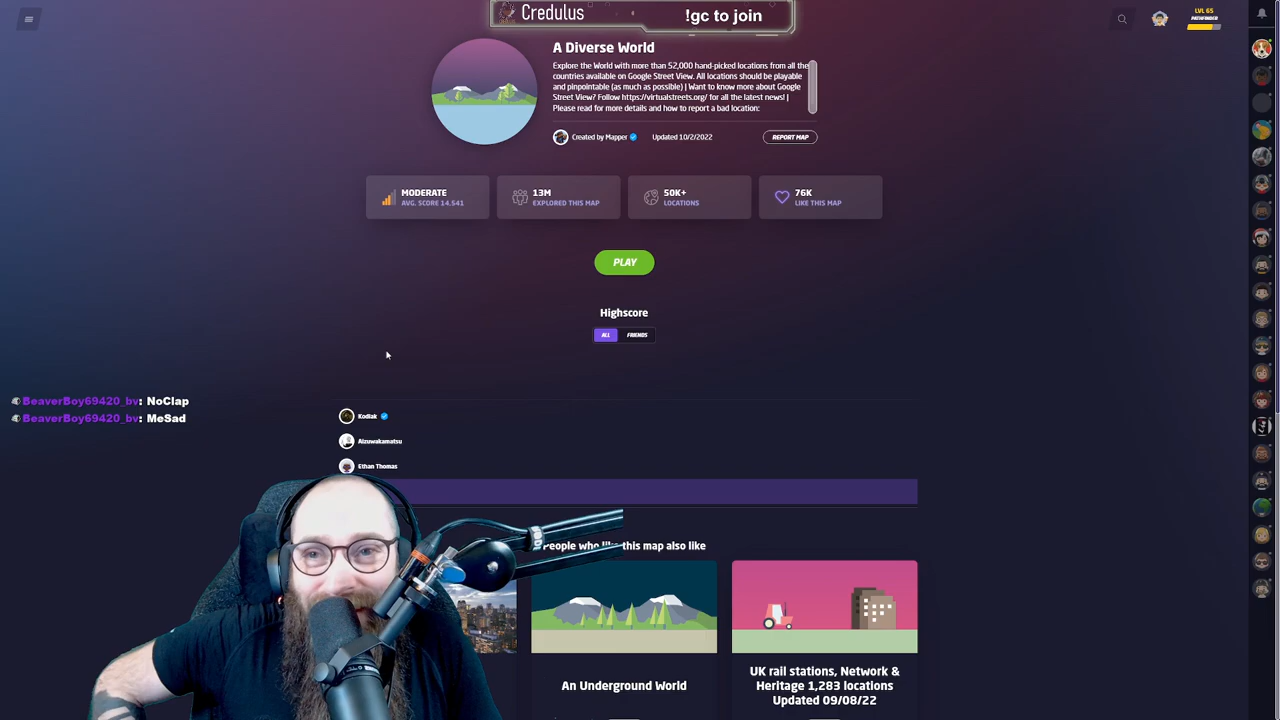 Credulus
!gc to join
LVL 65
PATHFINDER
A Diverse World
Explore the World with more than 52,000 hand-picked locations from all the
countries available on Google Street View. All locations should be playable
and pinpointable (as much as possible) | Want to know more about Google
Street View? Follow https://virtualstreets.org/ for all the latest news! |
Please read for more details and how to report a bad location:
Created by Mapper
Updated 10/2/2022
REPORT MAP
MODERATE
AVG. SCORE 14,541
13M
EXPLORED THIS MAP
50K+
LOCATIONS
76K
LIKE THIS MAP
PLAY
Highscore
ALL
FRIENDS
BeaverBoy69420_bv: NoClap
BeaverBoy69420_bv: MeSad
Kodiak
Aizuwakamatsu
Ethan Thomas
People who like this map also like
An Underground World
UK rail stations, Network &
Heritage 1,283 locations
Updated 09/08/22